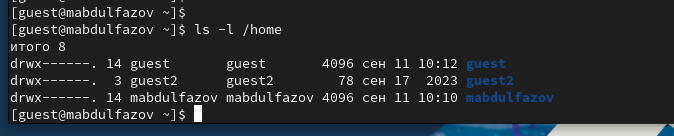 [guest@mabdulfazov ~]$
[guest@mabdulfazov ~]$ ls -l /home
итого 8
drwx------. 14 guest      guest      4096 сен 11 10:12 guest
drwx------.  3 guest2     guest2       78 сен 17  2023 guest2
drwx------. 14 mabdulfazov mabdulfazov 4096 сен 11 10:10 mabdulfazov
[guest@mabdulfazov ~]$